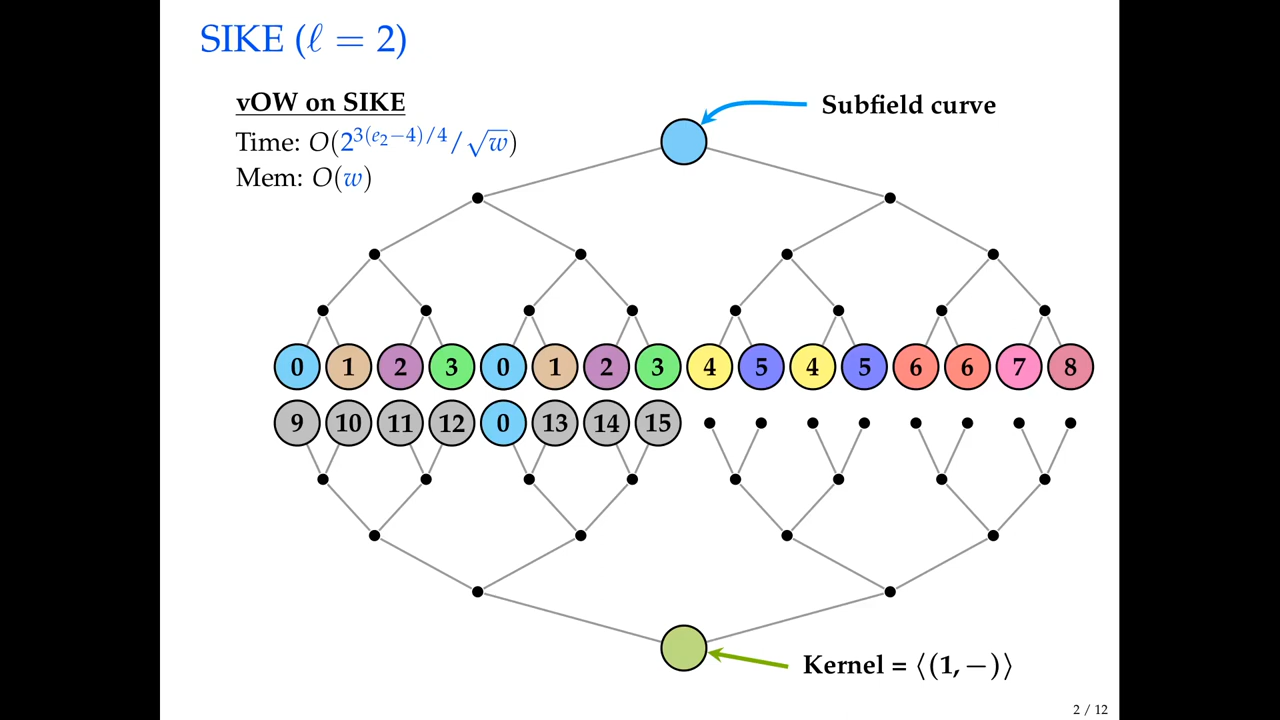 SIKE (ℓ = 2)
vOW on SIKE
Time: O(2^{3(e₂−4)/4}/√w)
Mem: O(w)
Subfield curve
0 1 2 3 0 1 2 3 4 5 4 5 6 6 7 8
9 10 11 12 0 13 14 15
Kernel = ⟨(1, −)⟩
2 / 12